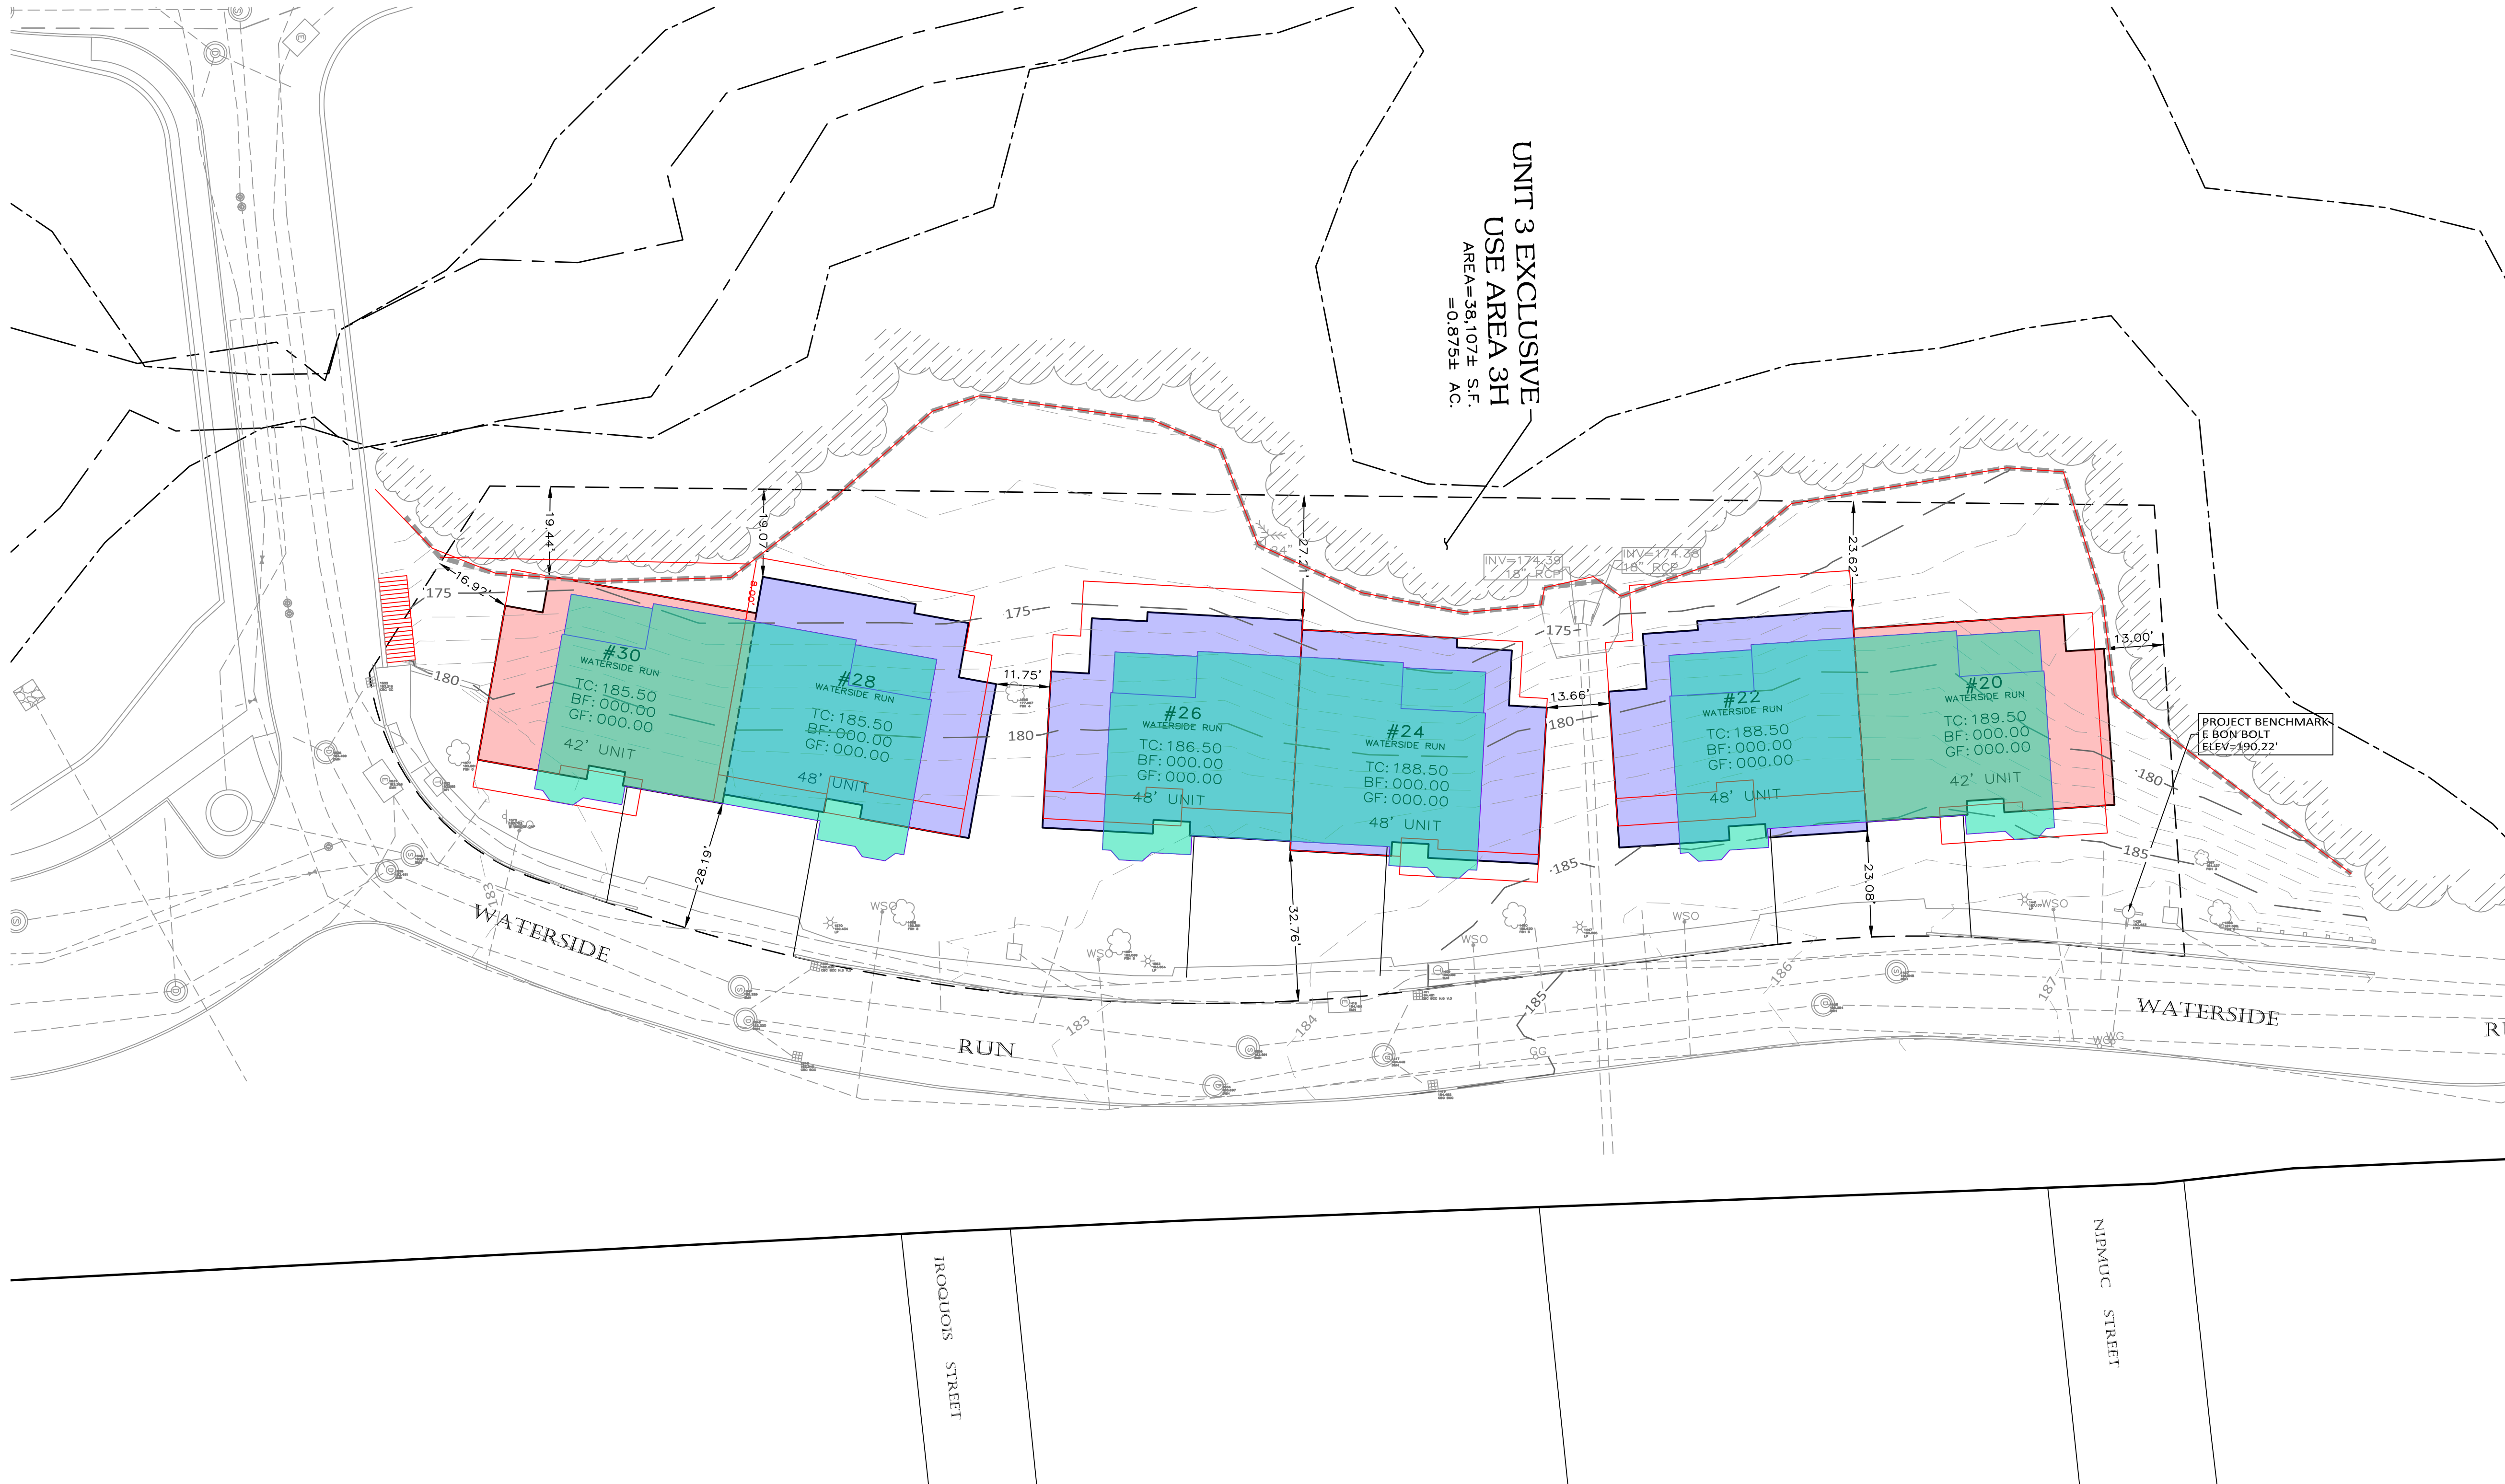 UNIT 3 EXCLUSIVE
USE AREA 3H
AREA=38,107± S.F.
=0.875± AC.
19.44'
19.07'
27.21'
23.62'
16.92'
8.00'
24"
INV=174.39
18" RCP
INV=174.38
18" RCP
175
175
175
13.00'
180
11.75'
13.66'
180
180
180
#30
WATERSIDE RUN
TC:185.50
BF:000.00
GF:000.00
42' UNIT
#28
WATERSIDE RUN
TC:185.50
BF:000.00
GF:000.00
48' UNIT
#26
WATERSIDE RUN
TC:186.50
BF:000.00
GF:000.00
48' UNIT
#24
WATERSIDE RUN
TC:188.50
BF:000.00
GF:000.00
48' UNIT
#22
WATERSIDE RUN
TC:188.50
BF:000.00
GF:000.00
48' UNIT
#20
WATERSIDE RUN
TC:189.50
BF:000.00
GF:000.00
42' UNIT
PROJECT BENCHMARK
E BON BOLT
ELEV=190.22'
28.19'
32.76'
23.08'
185
185
183
WSO
WSO
WSO
WSO
WSO
WATERSIDE
RUN
183
184
185
186
187
GG
WG
WG
WATERSIDE
IROQUOIS STREET
NIPMUC STREET